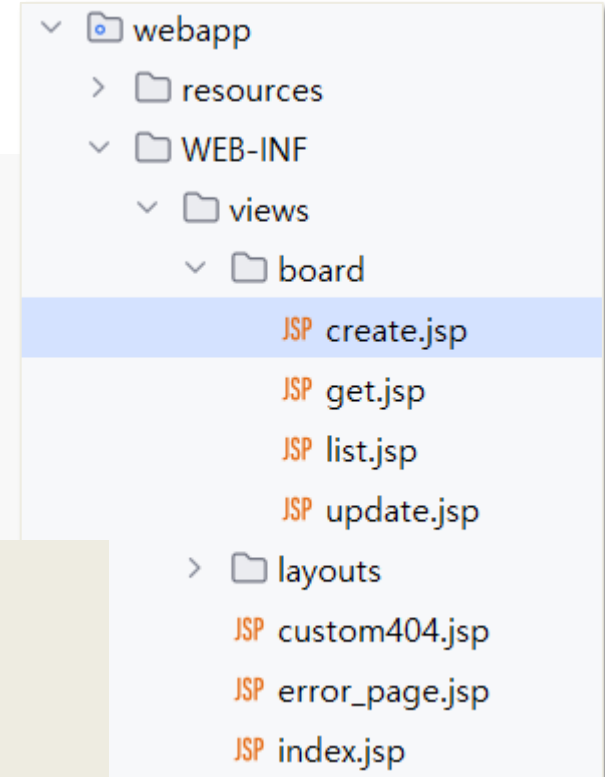 webapp
resources
WEB-INF
views
board
JSP create.jsp
JSP get.jsp
JSP list.jsp
JSP update.jsp
layouts
JSP custom404.jsp
JSP error_page.jsp
JSP index.jsp